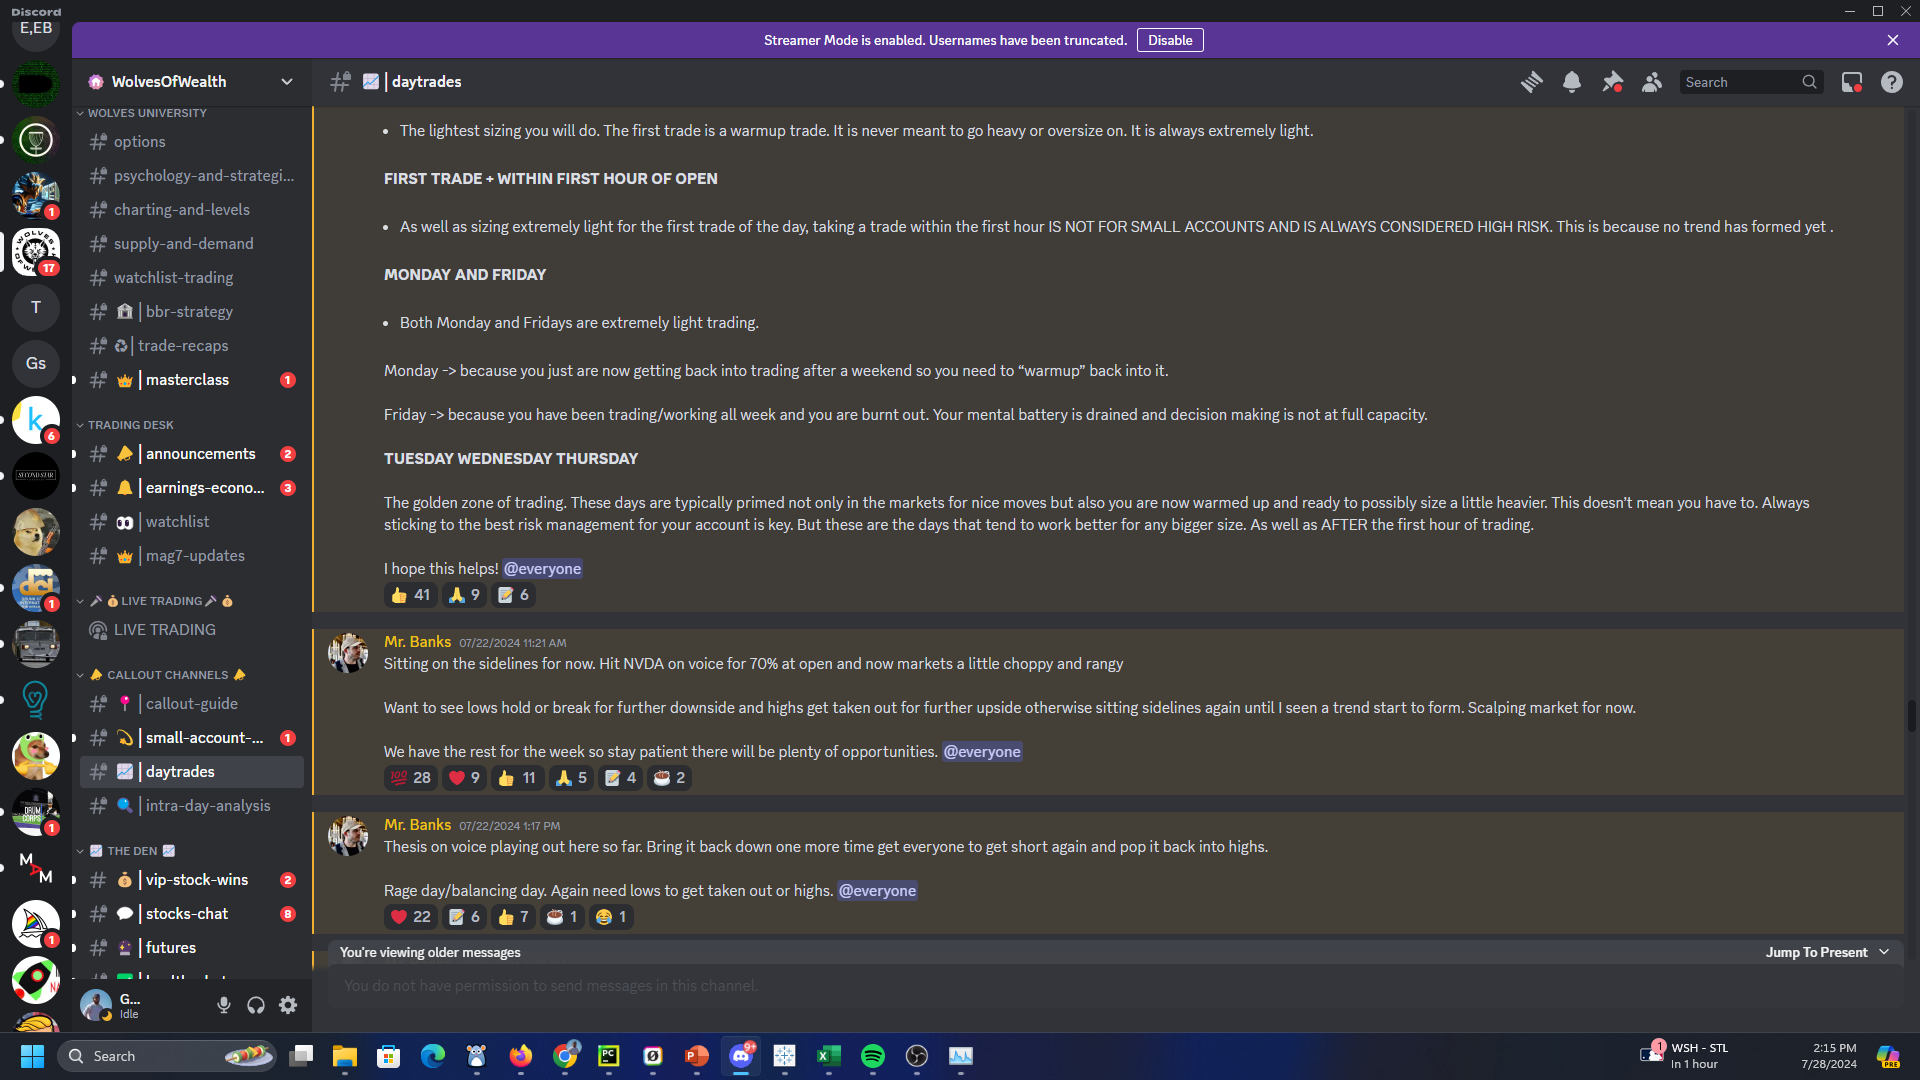 Discord
E,EB
Streamer Mode is enabled. Usernames have been truncated. Disable
WolvesOfWealth
| daytrades
Search
WOLVES UNIVERSITY
options
psychology-and-strategi...
charting-and-levels
supply-and-demand
watchlist-trading
| bbr-strategy
| trade-recaps
| masterclass 1
TRADING DESK
| announcements 2
| earnings-econo... 3
| watchlist
| mag7-updates
LIVE TRADING
LIVE TRADING
CALLOUT CHANNELS
| callout-guide
| small-account-... 1
| daytrades
| intra-day-analysis
THE DEN
| vip-stock-wins 2
| stocks-chat 8
| futures
1
WOLVES
17
T
Gs
k
6
SECOND STAR
dci
1
DRUM
CORPS
1
M
A
M
1
G...
Idle
• The lightest sizing you will do. The first trade is a warmup trade. It is never meant to go heavy or oversize on. It is always extremely light.
FIRST TRADE + WITHIN FIRST HOUR OF OPEN
• As well as sizing extremely light for the first trade of the day, taking a trade within the first hour IS NOT FOR SMALL ACCOUNTS AND IS ALWAYS CONSIDERED HIGH RISK. This is because no trend has formed yet .
MONDAY AND FRIDAY
• Both Monday and Fridays are extremely light trading.
Monday -> because you just are now getting back into trading after a weekend so you need to “warmup” back into it.
Friday -> because you have been trading/working all week and you are burnt out. Your mental battery is drained and decision making is not at full capacity.
TUESDAY WEDNESDAY THURSDAY
The golden zone of trading. These days are typically primed not only in the markets for nice moves but also you are now warmed up and ready to possibly size a little heavier. This doesn’t mean you have to. Always
sticking to the best risk management for your account is key. But these are the days that tend to work better for any bigger size. As well as AFTER the first hour of trading.
I hope this helps! @everyone
👍 41 🙏 9 📝 6
Mr. Banks 07/22/2024 11:21 AM
Sitting on the sidelines for now. Hit NVDA on voice for 70% at open and now markets a little choppy and rangy
Want to see lows hold or break for further downside and highs get taken out for further upside otherwise sitting sidelines again until I seen a trend start to form. Scalping market for now.
We have the rest for the week so stay patient there will be plenty of opportunities. @everyone
💯 28 ❤️ 9 👍 11 🙏 5 📝 4 ☕ 2
Mr. Banks 07/22/2024 1:17 PM
Thesis on voice playing out here so far. Bring it back down one more time get everyone to get short again and pop it back into highs.
Rage day/balancing day. Again need lows to get taken out or highs. @everyone
❤️ 22 📝 6 👍 7 ☕ 1 😂 1
You're viewing older messages Jump To Present
You do not have permission to send messages in this channel.
Search
PC
9+
1
WSH - STL
In 1 hour
2:15 PM
7/28/2024
PRE